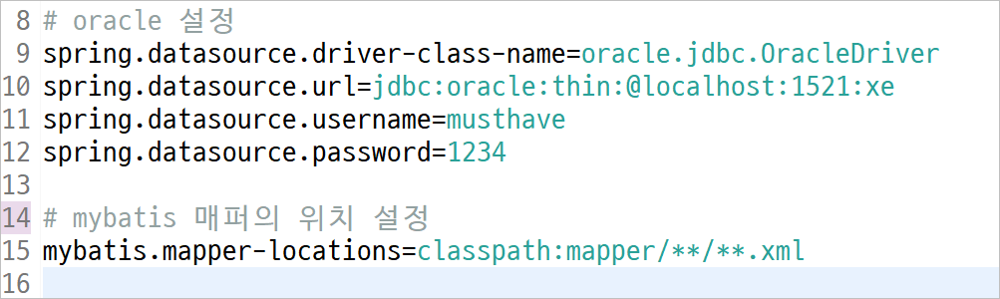 8 # oracle 설정
9 spring.datasource.driver-class-name=oracle.jdbc.OracleDriver
10 spring.datasource.url=jdbc:oracle:thin:@localhost:1521:xe
11 spring.datasource.username=musthave
12 spring.datasource.password=1234
13
14 # mybatis 매퍼의 위치 설정
15 mybatis.mapper-locations=classpath:mapper/**/**.xml
16